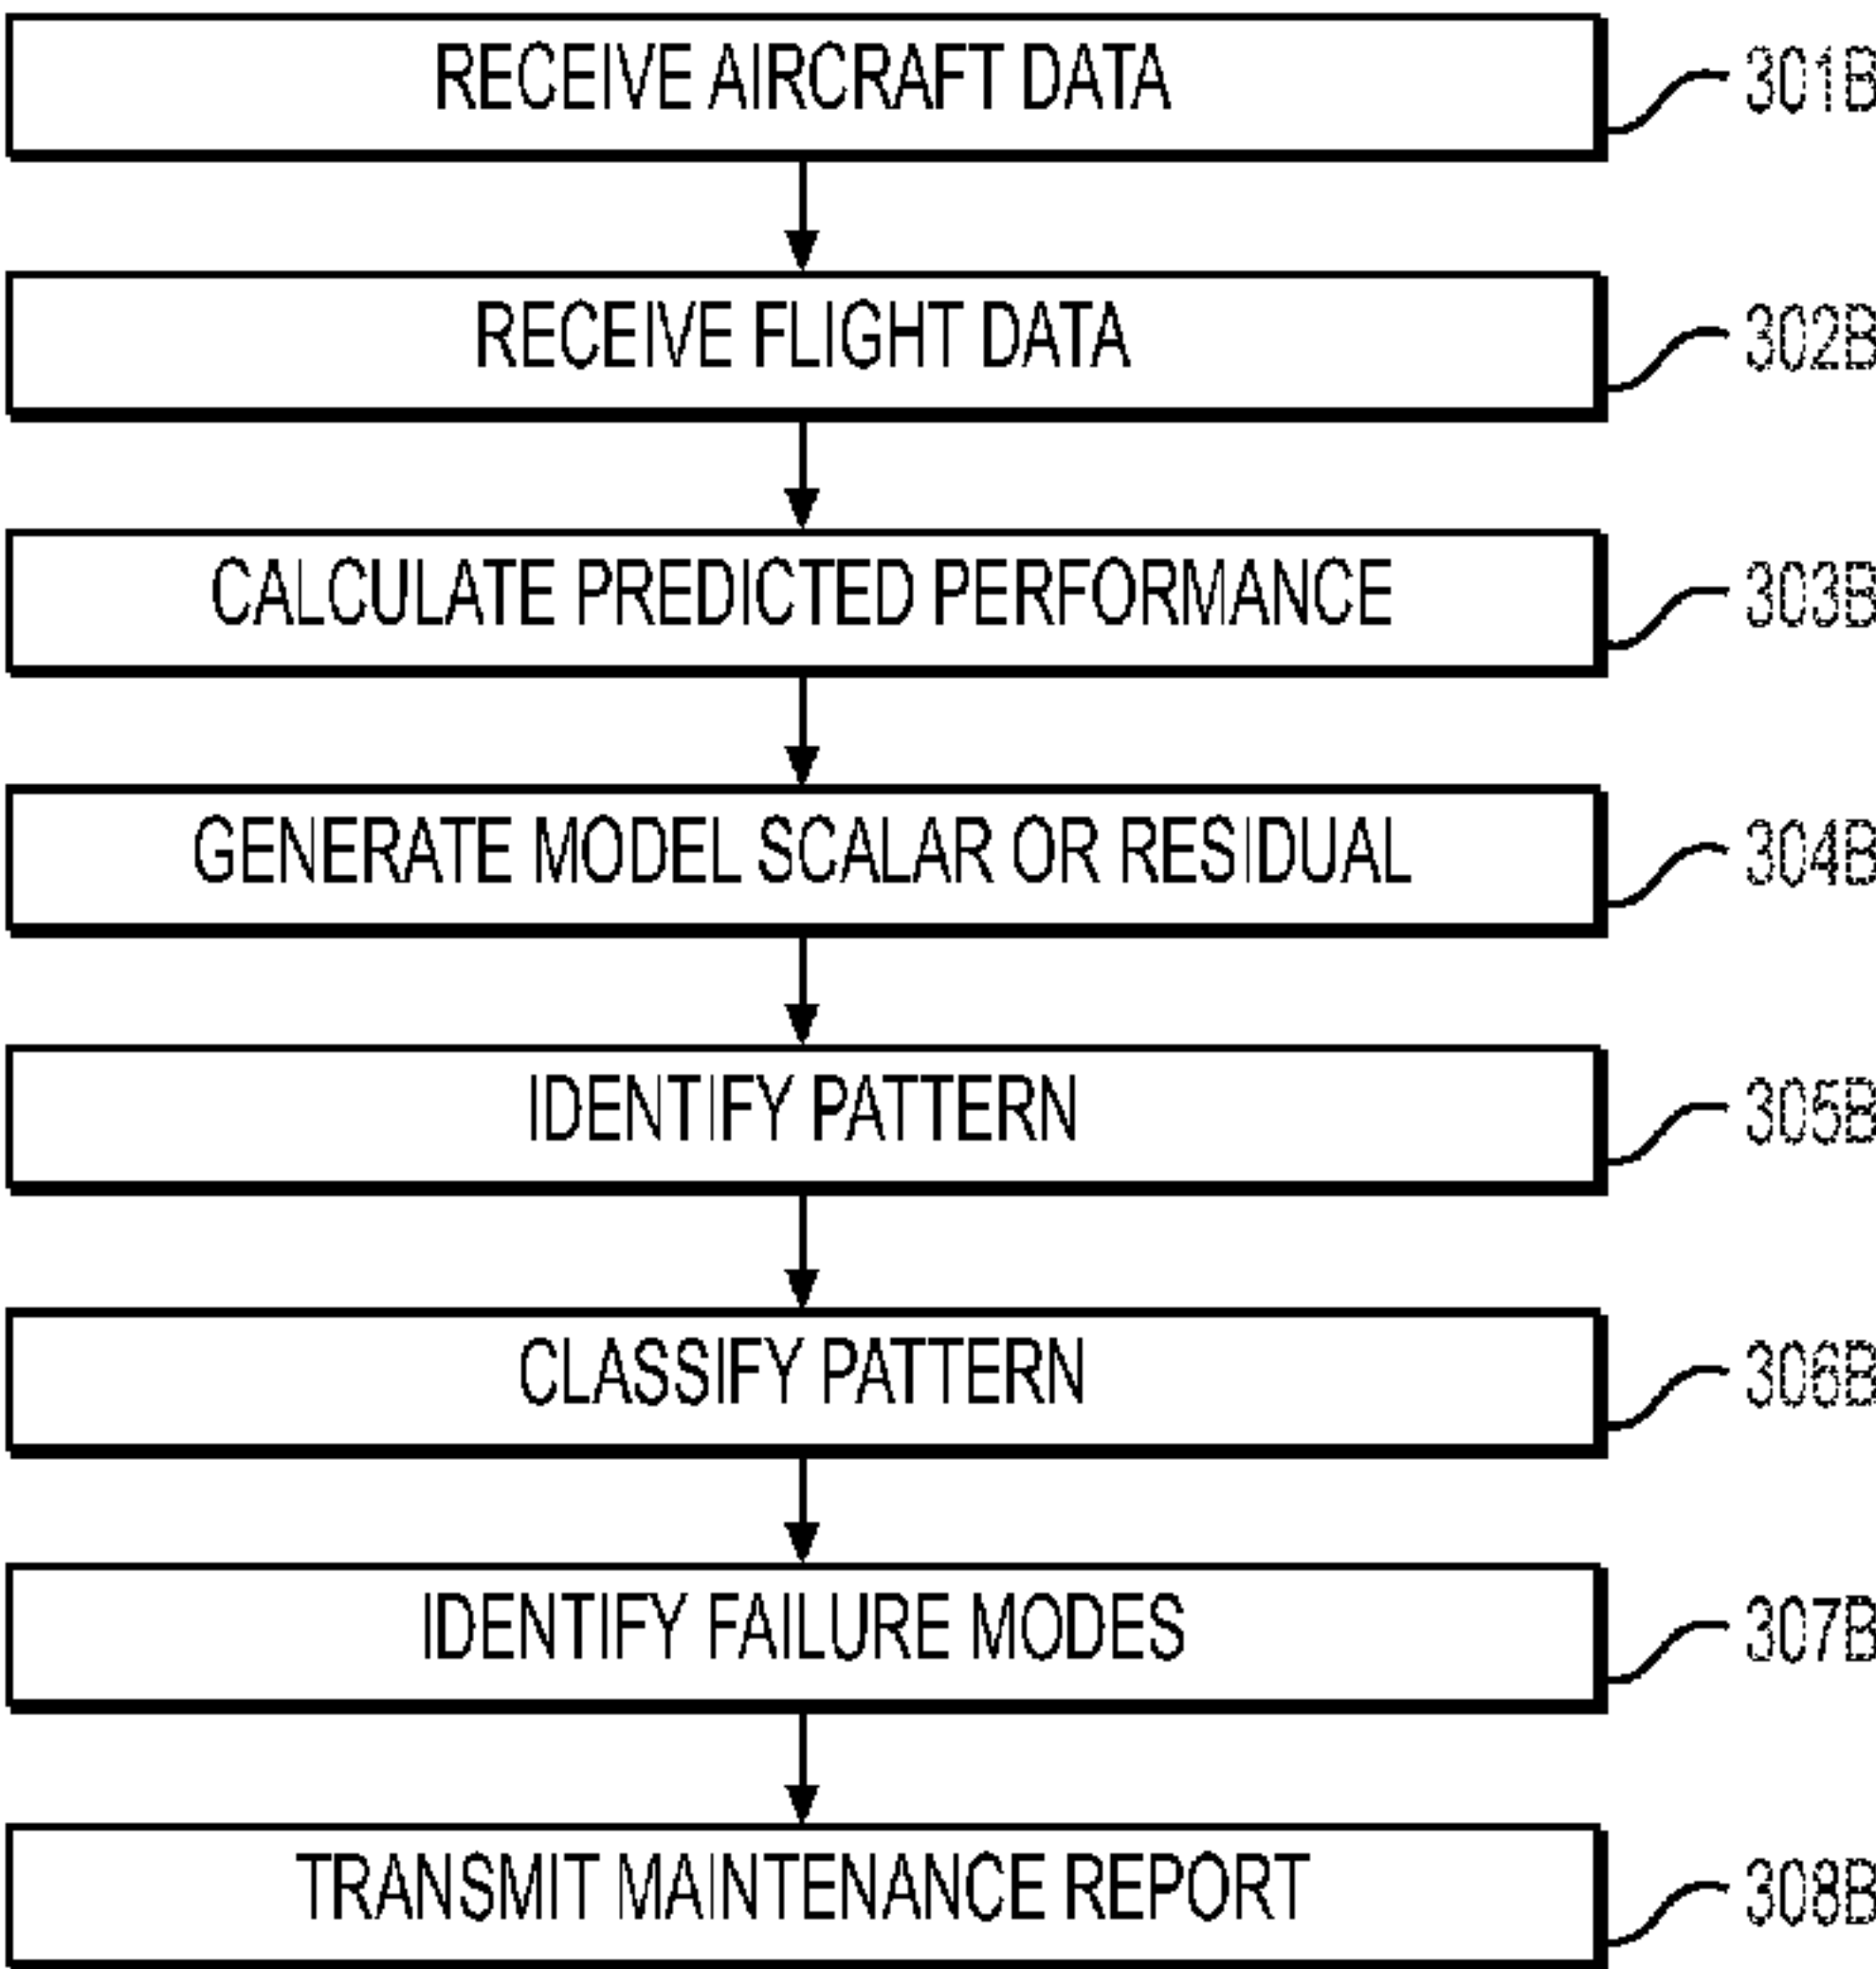 RECEIVE AIRCRAFT DATA 301B
RECEIVE FLIGHT DATA 302B
CALCULATE PREDICTED PERFORMANCE 303B
GENERATE MODEL SCALAR OR RESIDUAL 304B
IDENTIFY PATTERN 305B
CLASSIFY PATTERN 306B
IDENTIFY FAILURE MODES 307B
TRANSMIT MAINTENANCE REPORT 308B